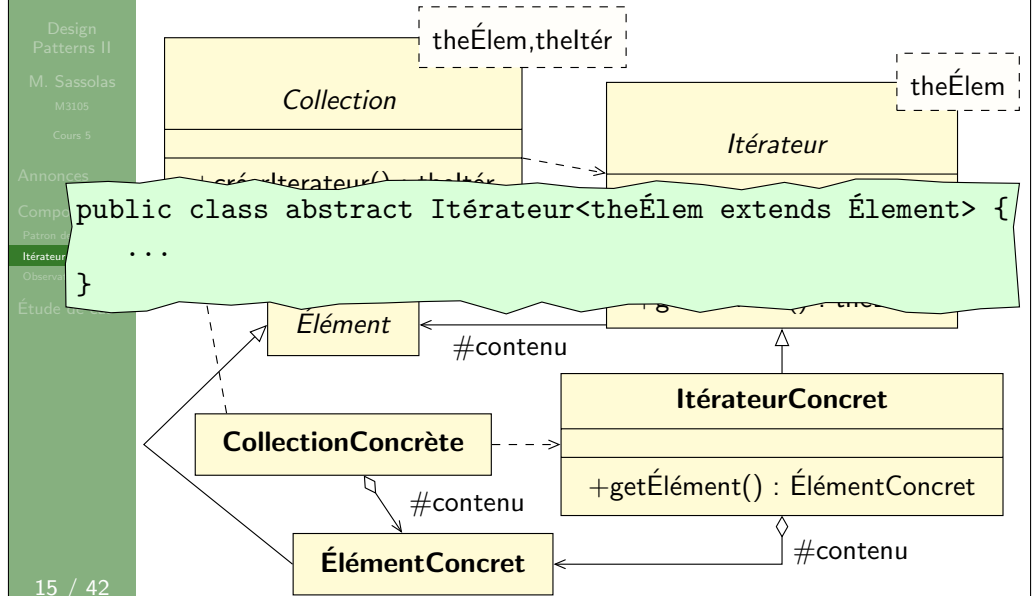 Design
Patterns II
M. Sassolas
M3105
Cours 5
Annonces
Itérateur
15 / 42
theÉlem,theItér
Collection
theÉlem
Itérateur
public class abstract Itérateur<theÉlem extends Élement> {
...
}
Élément
#contenu
ItérateurConcret
CollectionConcrète
+getÉlément() : ÉlémentConcret
#contenu
ÉlémentConcret
#contenu